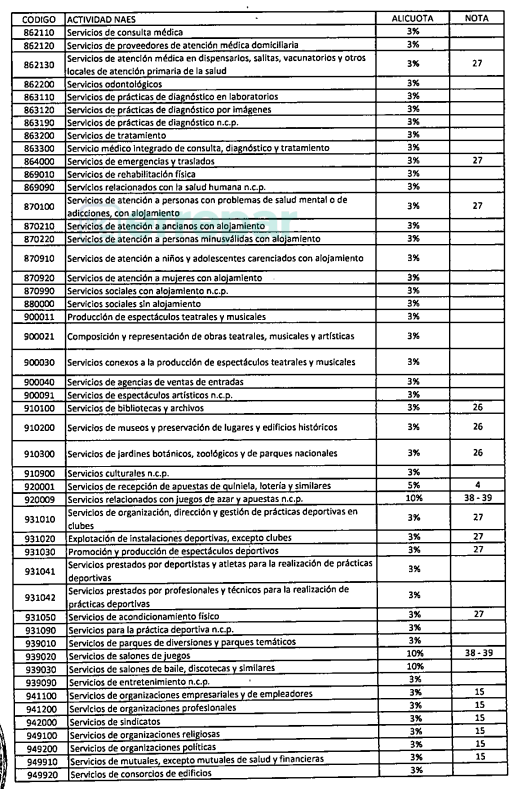 CODIGO ACTIVIDAD NAES ALICUOTA NOTA
862110 Servicios de consulta médica 3%
862120 Servicios de proveedores de atención médica domiciliaria 3%
862130 Servicios de atención médica en dispensarios, salitas, vacunatorios y otros locales de atención primaria de la salud 3% 27
862200 Servicios odontológicos 3%
863110 Servicios de prácticas de diagnóstico en laboratorios 3%
863120 Servicios de prácticas de diagnóstico por imágenes 3%
863190 Servicios de prácticas de diagnóstico n.c.p. 3%
863200 Servicios de tratamiento 3%
863300 Servicio médico integrado de consulta, diagnóstico y tratamiento 3%
864000 Servicios de emergencias y traslados 3% 27
869010 Servicios de rehabilitación física 3%
869090 Servicios relacionados con la salud humana n.c.p. 3%
870100 Servicios de atención a personas con problemas de salud mental o de adicciones, con alojamiento 3% 27
870210 Servicios de atención a ancianos con alojamiento 3%
870220 Servicios de atención a personas minusválidas con alojamiento 3%
870910 Servicios de atención a niños y adolescentes carenciados con alojamiento 3%
870920 Servicios de atención a mujeres con alojamiento 3%
870990 Servicios sociales con alojamiento n.c.p. 3%
880000 Servicios sociales sin alojamiento 3%
900011 Producción de espectáculos teatrales y musicales 3%
900021 Composición y representación de obras teatrales, musicales y artísticas 3%
900030 Servicios conexos a la producción de espectáculos teatrales y musicales 3%
900040 Servicios de agencias de ventas de entradas 3%
900091 Servicios de espectáculos artísticos n.c.p. 3%
910100 Servicios de bibliotecas y archivos 3% 26
910200 Servicios de museos y preservación de lugares y edificios históricos 3% 26
910300 Servicios de jardines botánicos, zoológicos y de parques nacionales 3% 26
910900 Servicios culturales n.c.p. 3%
920001 Servicios de recepción de apuestas de quiniela, lotería y similares 5% 4
920009 Servicios relacionados con juegos de azar y apuestas n.c.p. 10% 38 - 39
931010 Servicios de organización, dirección y gestión de prácticas deportivas en clubes 3% 27
931020 Explotación de instalaciones deportivas, excepto clubes 3% 27
931030 Promoción y producción de espectáculos deportivos 3% 27
931041 Servicios prestados por deportistas y atletas para la realización de prácticas deportivas 3%
931042 Servicios prestados por profesionales y técnicos para la realización de prácticas deportivas 3%
931050 Servicios de acondicionamiento físico 3% 27
931090 Servicios para la práctica deportiva n.c.p. 3%
939010 Servicios de parques de diversiones y parques temáticos 3%
939020 Servicios de salones de juegos 10% 38 - 39
939030 Servicios de salones de baile, discotecas y similares 10%
939090 Servicios de entretenimiento n.c.p. 3%
941100 Servicios de organizaciones empresariales y de empleadores 3% 15
941200 Servicios de organizaciones profesionales 3% 15
942000 Servicios de sindicatos 3% 15
949100 Servicios de organizaciones religiosas 3% 15
949200 Servicios de organizaciones políticas 3% 15
949910 Servicios de mutuales, excepto mutuales de salud y financieras 3% 15
949920 Servicios de consorcios de edificios 3%